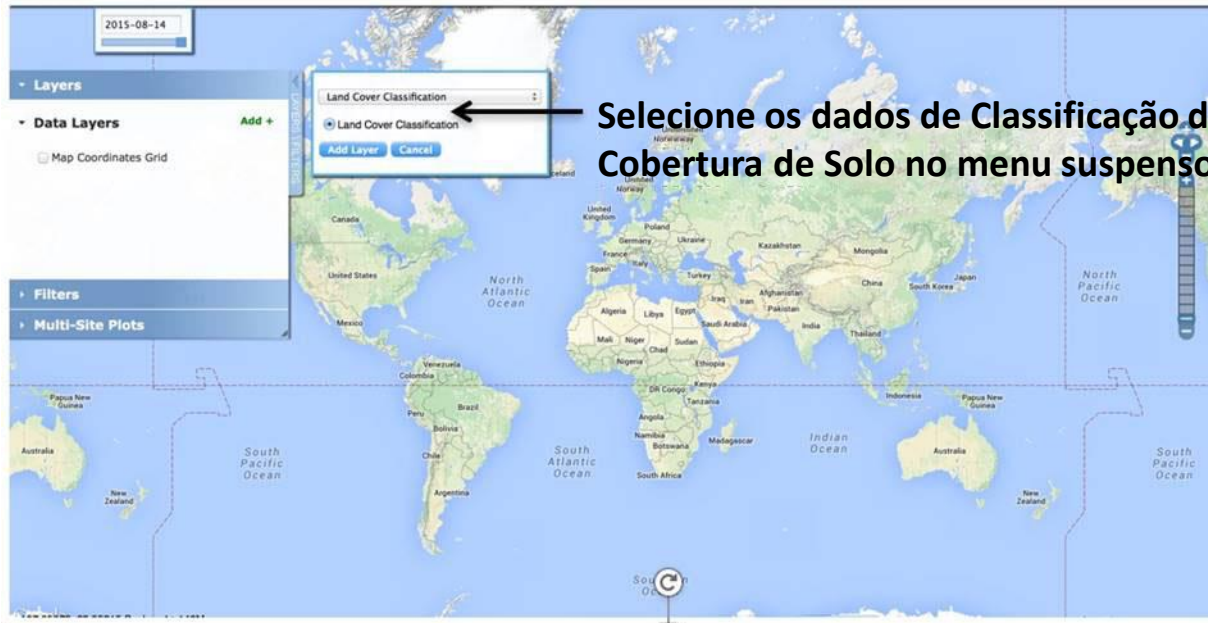 2015-08-14
Layers
Data Layers
Add +
Map Coordinates Grid
Filters
Multi-Site Plots
LAYERS/FILTERS
Land Cover Classification
Land Cover Classification
Add Layer
Cancel
Selecione os dados de Classificação d
Cobertura de Solo no menu suspenso
Norway
United
Kingdom
Poland
Germany
Ukraine
France
Italy
Spain
Turkey
Kazakhstan
Mongolia
China
South Korea
Japan
Afghanistan
Iraq
Iran
Pakistan
India
Thailand
Saudi Arabia
Algeria
Libya
Egypt
Mali
Niger
Chad
Sudan
Nigeria
Ethiopia
DR Congo
Kenya
Tanzania
Angola
Namibia
Botswana
Madagascar
South Africa
Canada
United States
Mexico
Venezuela
Colombia
Peru
Brazil
Bolivia
Chile
Argentina
North
Atlantic
Ocean
South
Atlantic
Ocean
Indian
Ocean
North
Pacific
Ocean
Indonesia
Papua New
Guinea
Australia
New
Zealand
South
Pacific
Ocean
Papua New
Guinea
Australia
New
Zealand
South
Pacific
Ocean